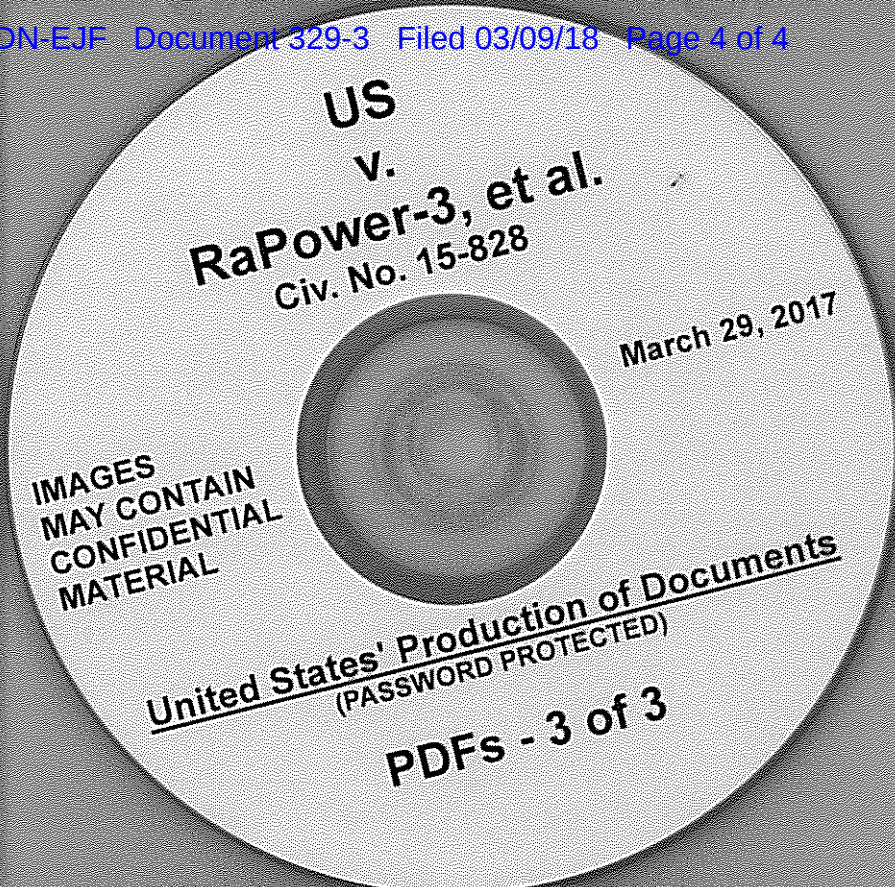 DN-EJF Document 329-3 Filed 03/09/18 Page 4 of 4
US
v.
RaPower-3, et al.
Civ. No. 15-828
March 29, 2017
IMAGES
MAY CONTAIN
CONFIDENTIAL
MATERIAL
United States' Production of Documents
(PASSWORD PROTECTED)
PDFs - 3 of 3